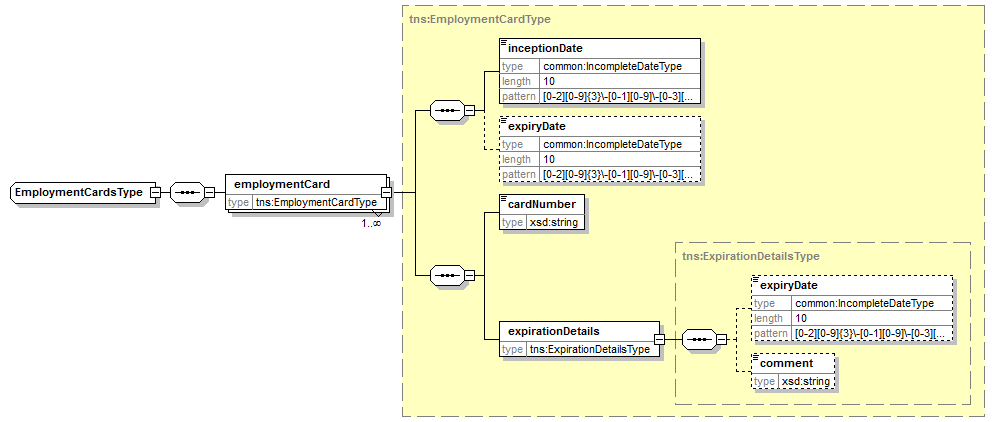 tns:EmploymentCardType
inceptionDate
type common:IncompleteDateType
length 10
pattern [0-2][0-9]{3}\-[0-1][0-9]\-[0-3][...
expiryDate
type common:IncompleteDateType
length 10
pattern [0-2][0-9]{3}\-[0-1][0-9]\-[0-3][...
EmploymentCardsType
employmentCard
type tns:EmploymentCardType
1..∞
cardNumber
type xsd:string
tns:ExpirationDetailsType
expiryDate
type common:IncompleteDateType
length 10
pattern [0-2][0-9]{3}\-[0-1][0-9]\-[0-3][...
expirationDetails
type tns:ExpirationDetailsType
comment
type xsd:string